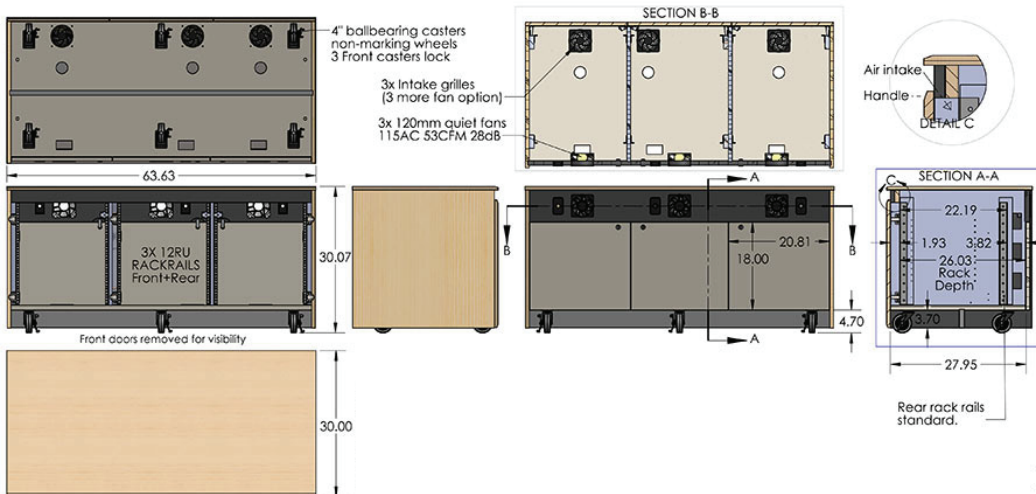 4" ballbearing casters
non-marking wheels
3 Front casters lock
63.63
SECTION B-B
3x Intake grilles
(3 more fan option)
3x 120mm quiet fans
115AC 53CFM 28dB
Air intake
Handle
DETAIL C
3X 12RU
RACKRAILS
Front+Rear
30.07
Front doors removed for visibility
A
B
B
20.81
18.00
4.70
A
SECTION A-A
C
22.19
1.93
3.82
26.03
Rack
Depth
3.70
27.95
Rear rack rails
standard.
30.00